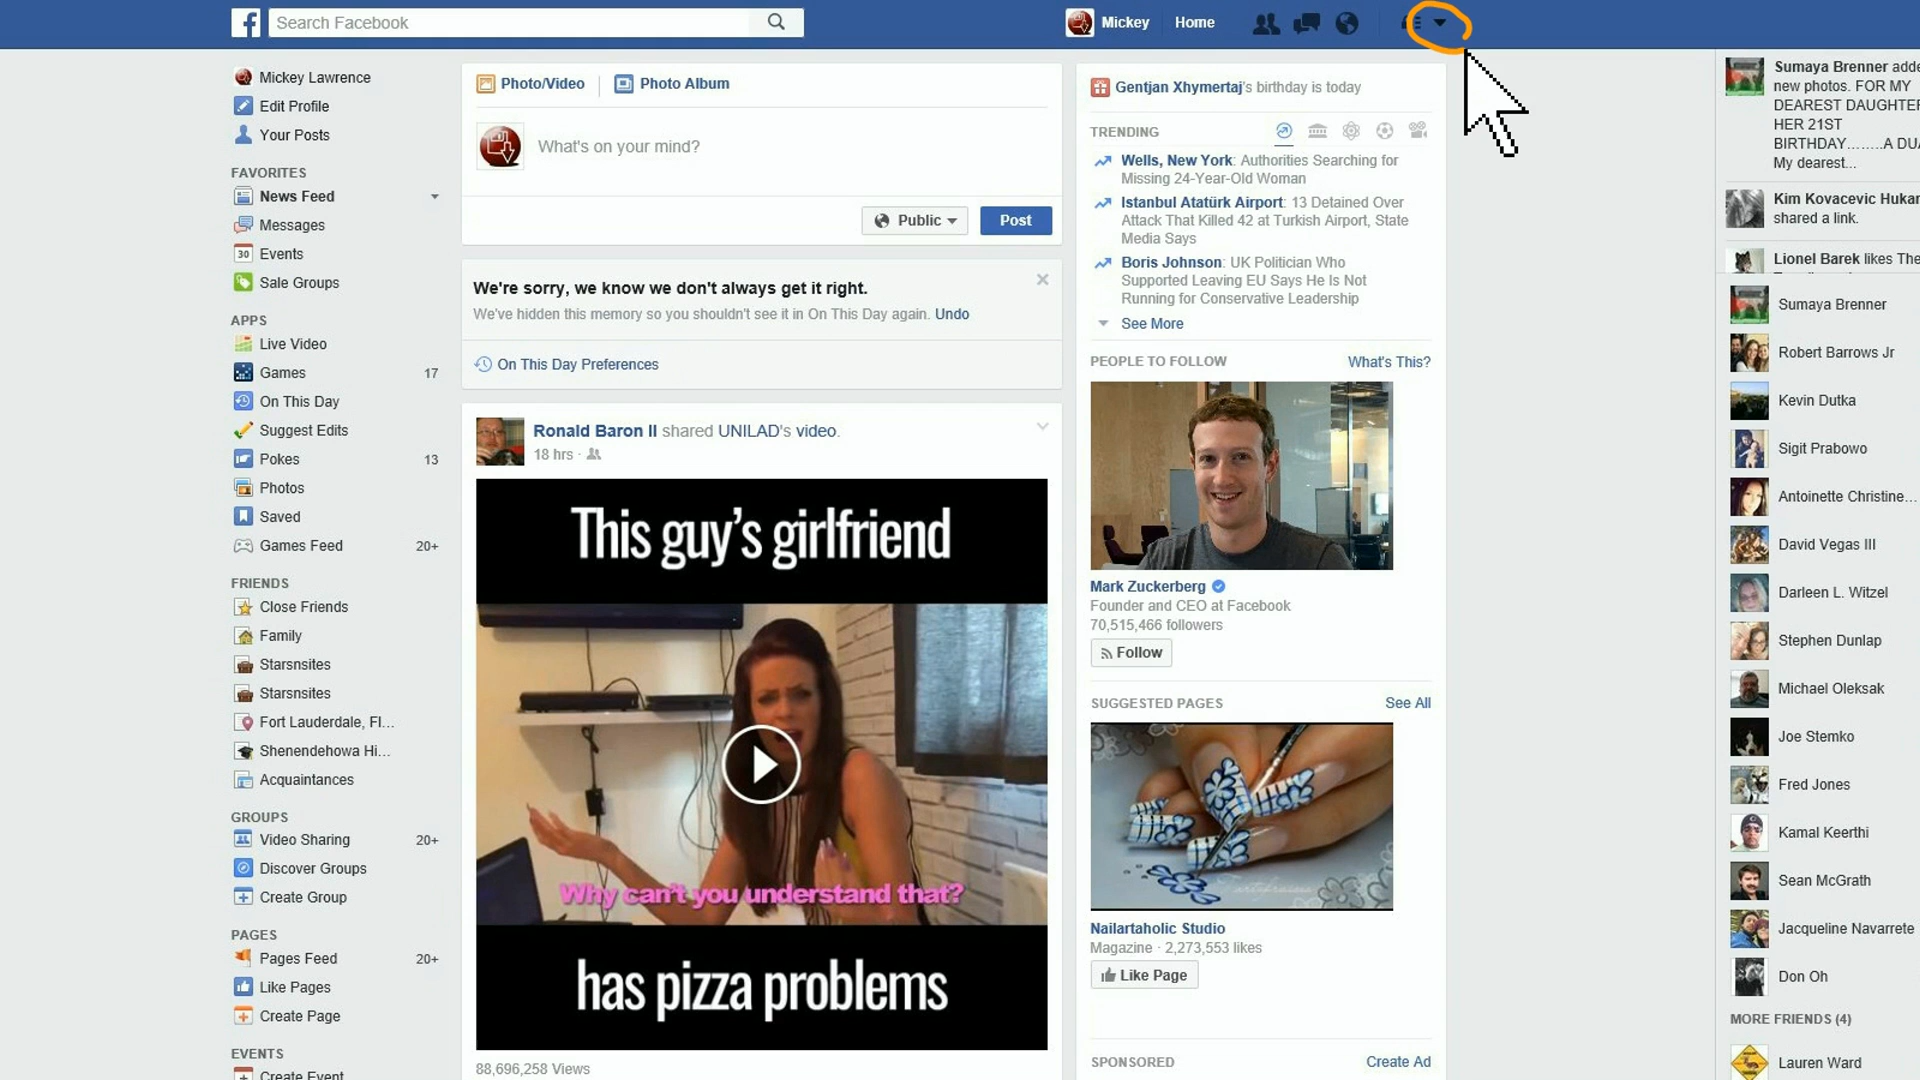 Search Facebook
Mickey
Home
Mickey Lawrence
Edit Profile
Your Posts
FAVORITES
News Feed
Messages
30
Events
Sale Groups
APPS
Live Video
Games 17
On This Day
Suggest Edits
Pokes 13
Photos
Saved
Games Feed 20+
FRIENDS
Close Friends
Family
Starsnsites
Starsnsites
Fort Lauderdale, Fl...
Shenendehowa Hi...
Acquaintances
GROUPS
Video Sharing 20+
Discover Groups
Create Group
PAGES
Pages Feed 20+
Like Pages
Create Page
EVENTS
Create Event
Photo/Video
Photo Album
What's on your mind?
Public
Post
We're sorry, we know we don't always get it right.
We've hidden this memory so you shouldn't see it in On This Day again. Undo
On This Day Preferences
Ronald Baron II shared UNILAD's video.
18 hrs ·
This guy's girlfriend
Why can't you understand that?
has pizza problems
88,696,258 Views
Gentjan Xhymertaj's birthday is today
TRENDING
Wells, New York: Authorities Searching for
Missing 24-Year-Old Woman
Istanbul Atatürk Airport: 13 Detained Over
Attack That Killed 42 at Turkish Airport, State
Media Says
Boris Johnson: UK Politician Who
Supported Leaving EU Says He Is Not
Running for Conservative Leadership
See More
PEOPLE TO FOLLOW
What's This?
Mark Zuckerberg
Founder and CEO at Facebook
70,515,466 followers
Follow
SUGGESTED PAGES
See All
Nailartaholic Studio
Magazine · 2,273,553 likes
Like Page
SPONSORED
Create Ad
Sumaya Brenner adde
new photos. FOR MY
DEAREST DAUGHTE
HER 21ST
BIRTHDAY........A DUA
My dearest...
Kim Kovacevic Hukar
shared a link.
Lionel Barek likes The
Sumaya Brenner
Robert Barrows Jr
Kevin Dutka
Sigit Prabowo
Antoinette Christine...
David Vegas III
Darleen L. Witzel
Stephen Dunlap
Michael Oleksak
Joe Stemko
Fred Jones
Kamal Keerthi
Sean McGrath
Jacqueline Navarrete
Don Oh
MORE FRIENDS (4)
Lauren Ward